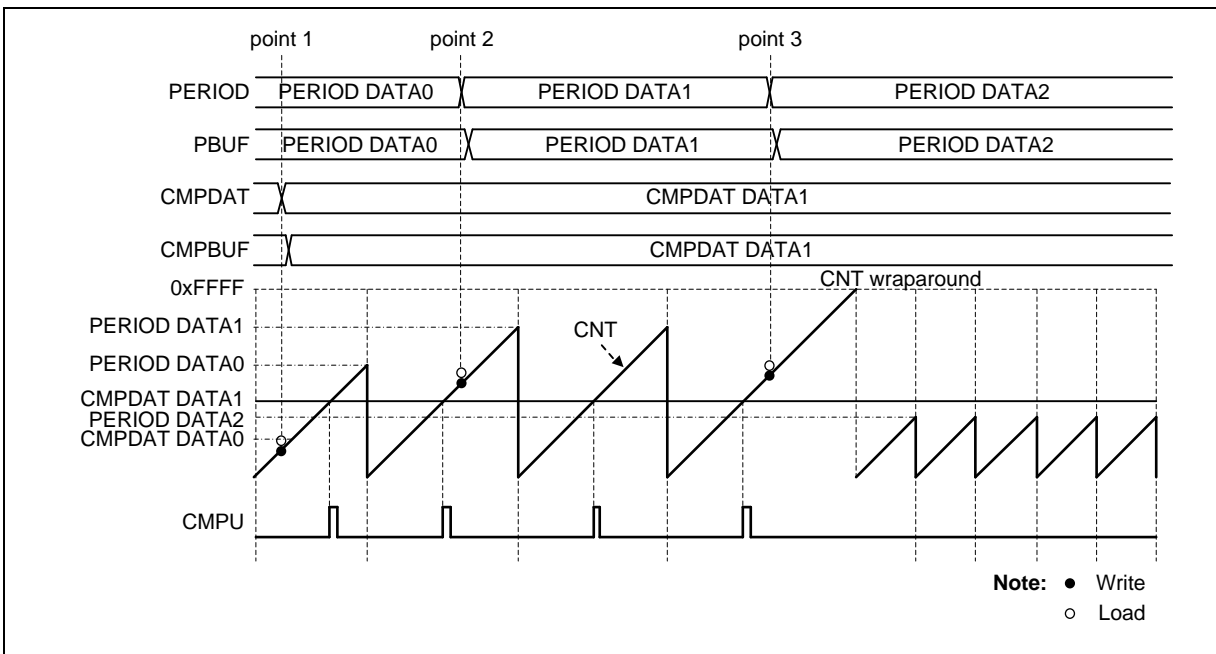 point 1 point 2 point 3
PERIOD PERIOD DATA0 PERIOD DATA1 PERIOD DATA2
PBUF PERIOD DATA0 PERIOD DATA1 PERIOD DATA2
CMPDAT CMPDAT DATA1
CMPBUF CMPDAT DATA1
0xFFFF CNT wraparound
PERIOD DATA1 CNT
PERIOD DATA0
CMPDAT DATA1
PERIOD DATA2
CMPDAT DATA0
CMPU
Note: ● Write
○ Load